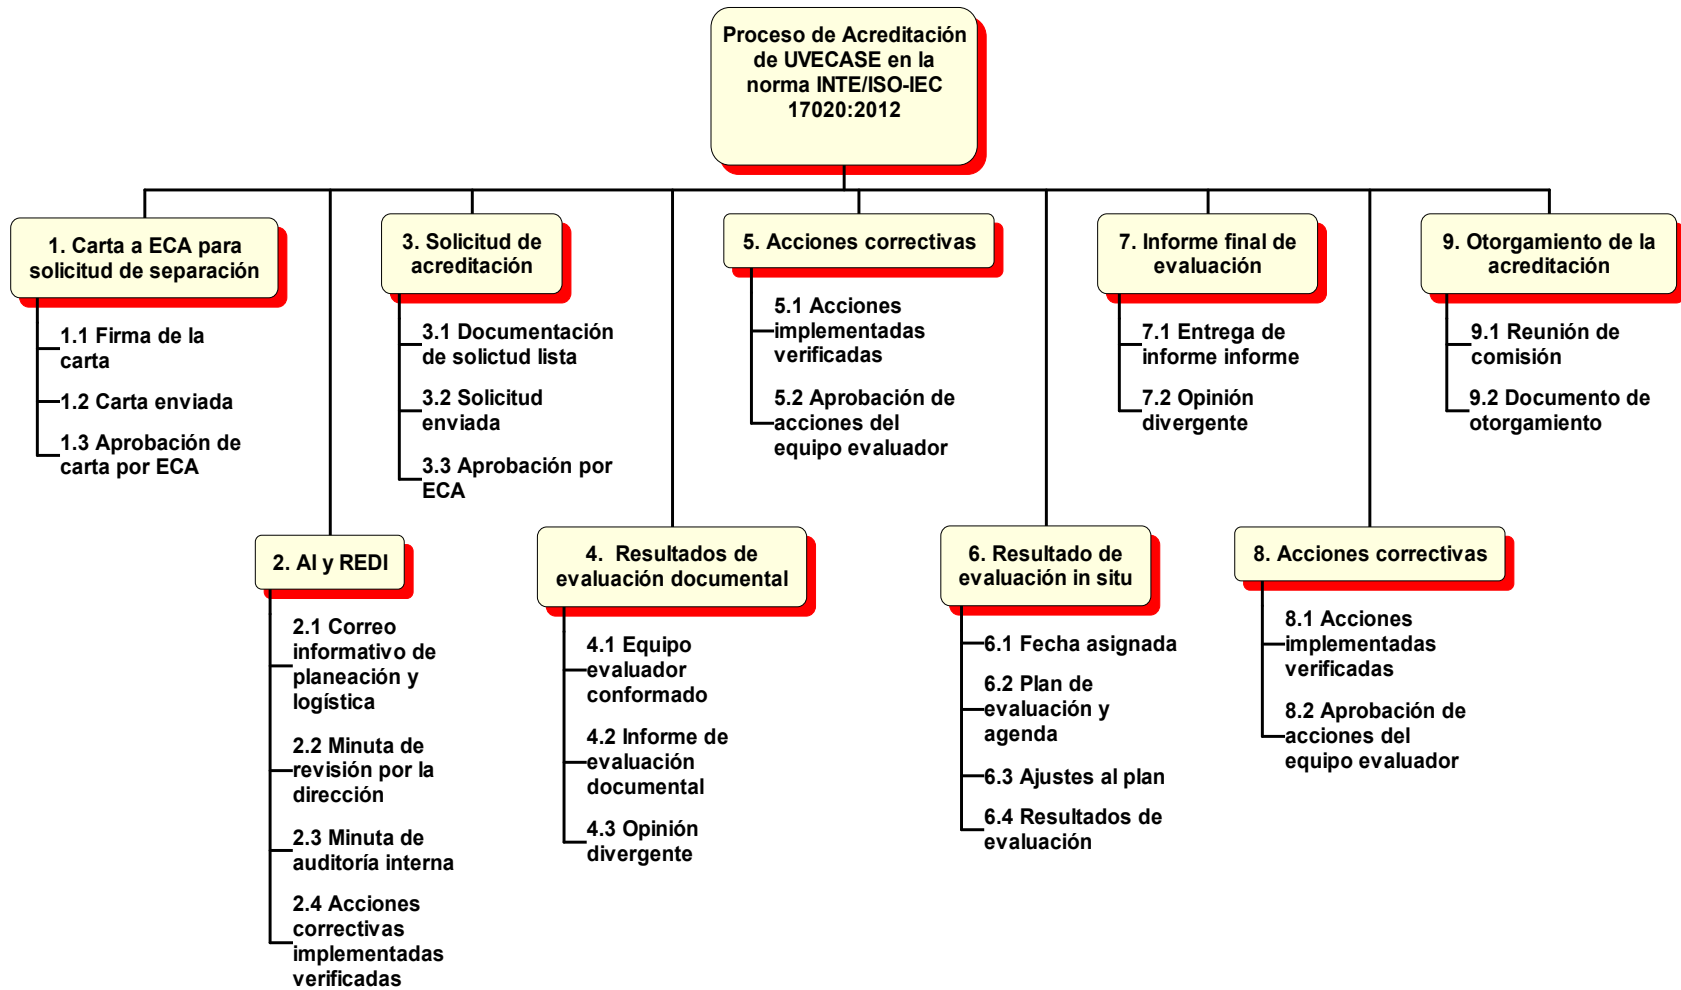 Proceso de Acreditación
de UVECASE en la
norma INTE/ISO-IEC
17020:2012
1. Carta a ECA para
solicitud de separación
1.1 Firma de la
carta
1.2 Carta enviada
1.3 Aprobación de
carta por ECA
2. AI y REDI
2.1 Correo
informativo de
planeación y
logística
2.2 Minuta de
revisión por la
dirección
2.3 Minuta de
auditoría interna
2.4 Acciones
correctivas
implementadas
verificadas
3. Solicitud de
acreditación
3.1 Documentación
de solictud lista
3.2 Solicitud
enviada
3.3 Aprobación por
ECA
4. Resultados de
evaluación documental
4.1 Equipo
evaluador
conformado
4.2 Informe de
evaluación
documental
4.3 Opinión
divergente
5. Acciones correctivas
5.1 Acciones
implementadas
verificadas
5.2 Aprobación de
acciones del
equipo evaluador
6. Resultado de
evaluación in situ
6.1 Fecha asignada
6.2 Plan de
evaluación y
agenda
6.3 Ajustes al plan
6.4 Resultados de
evaluación
7. Informe final de
evaluación
7.1 Entrega de
informe informe
7.2 Opinión
divergente
8. Acciones correctivas
8.1 Acciones
implementadas
verificadas
8.2 Aprobación de
acciones del
equipo evaluador
9. Otorgamiento de la
acreditación
9.1 Reunión de
comisión
9.2 Documento de
otorgamiento